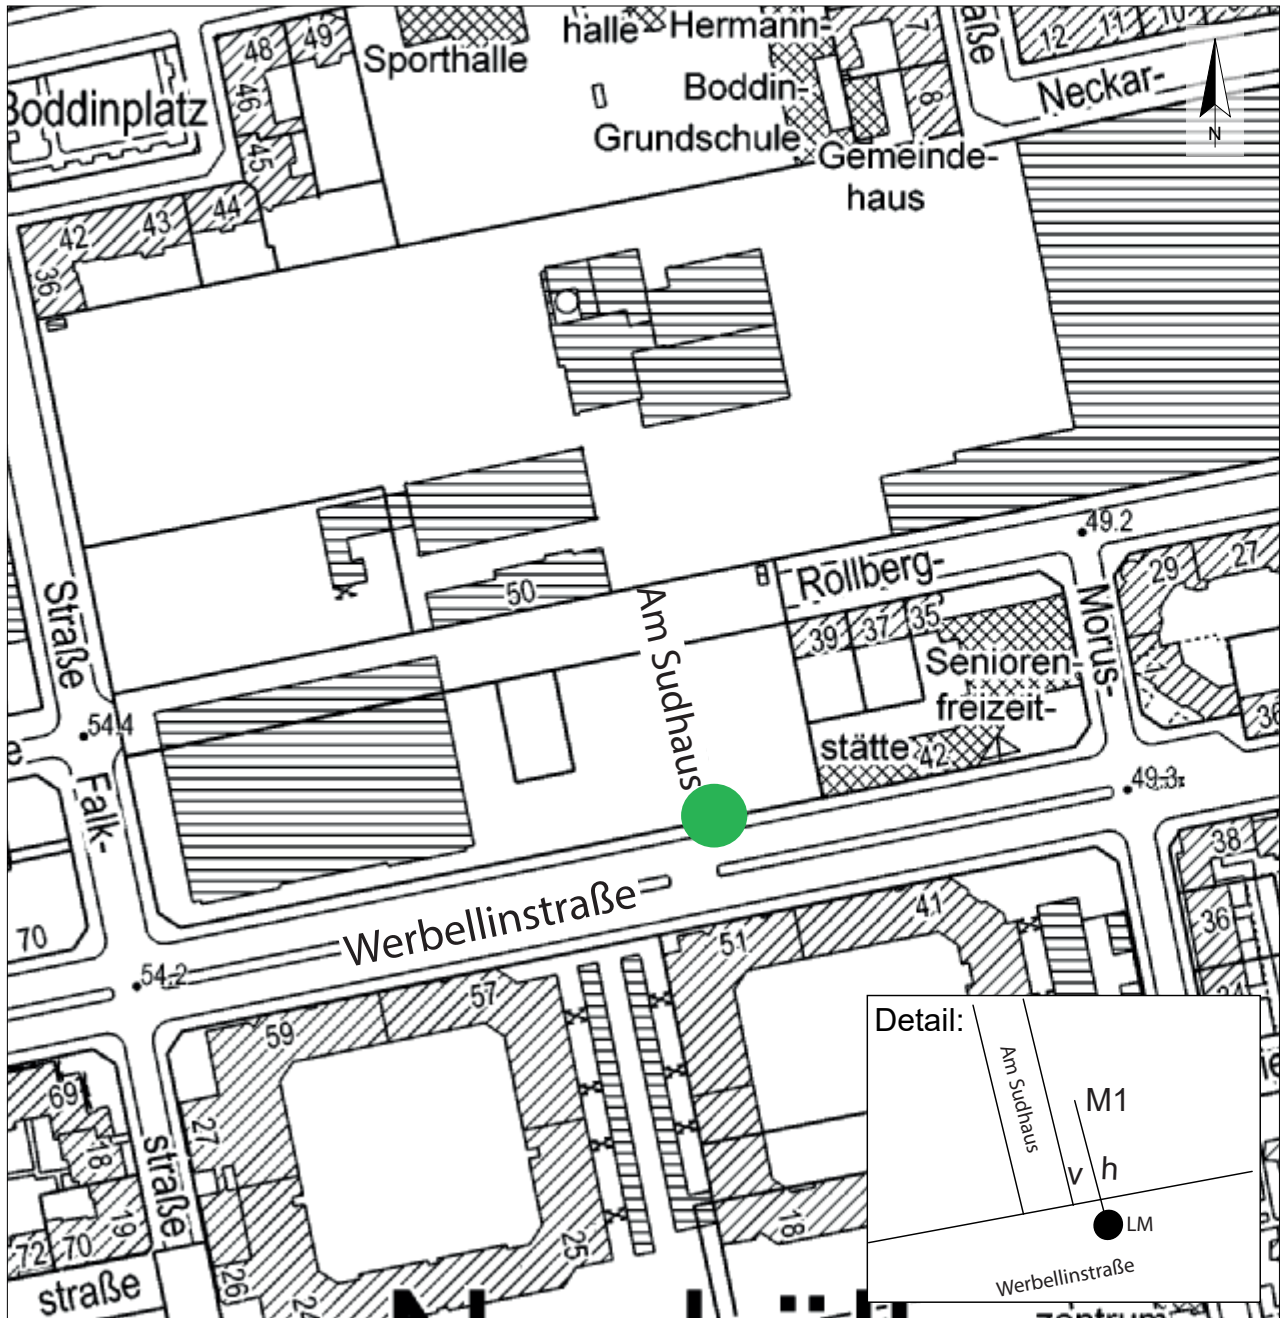 48
49
Sporthalle
halle
Hermann-
7
aße
12
11
10
Boddinplatz
46
45
Boddin-
Grundschule
8
Neckar-
N
Gemeinde-
haus
42
43
44
36
49.2
Rollberg-
50
Am Sudhaus
39
37
35
29
27
Straße
Morus-
Senioren-
freizeit-
stätte
42
36
54.4
Falk-
49.3
38
70
Werbellinstraße
41
51
36
54.2
57
59
34
Detail:
Am Sudhaus
M1
v
h
LM
Werbellinstraße
69
27
18
straße
19
25
18
72
70
26
straße